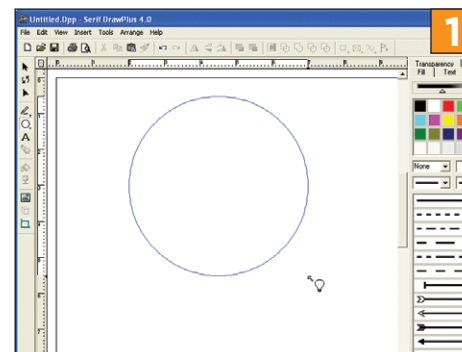 Untitled.Dpp - Serif DrawPlus 4.0
1
File Edit View Insert Tools Arrange Help
Transparency
Fill Text
A
None